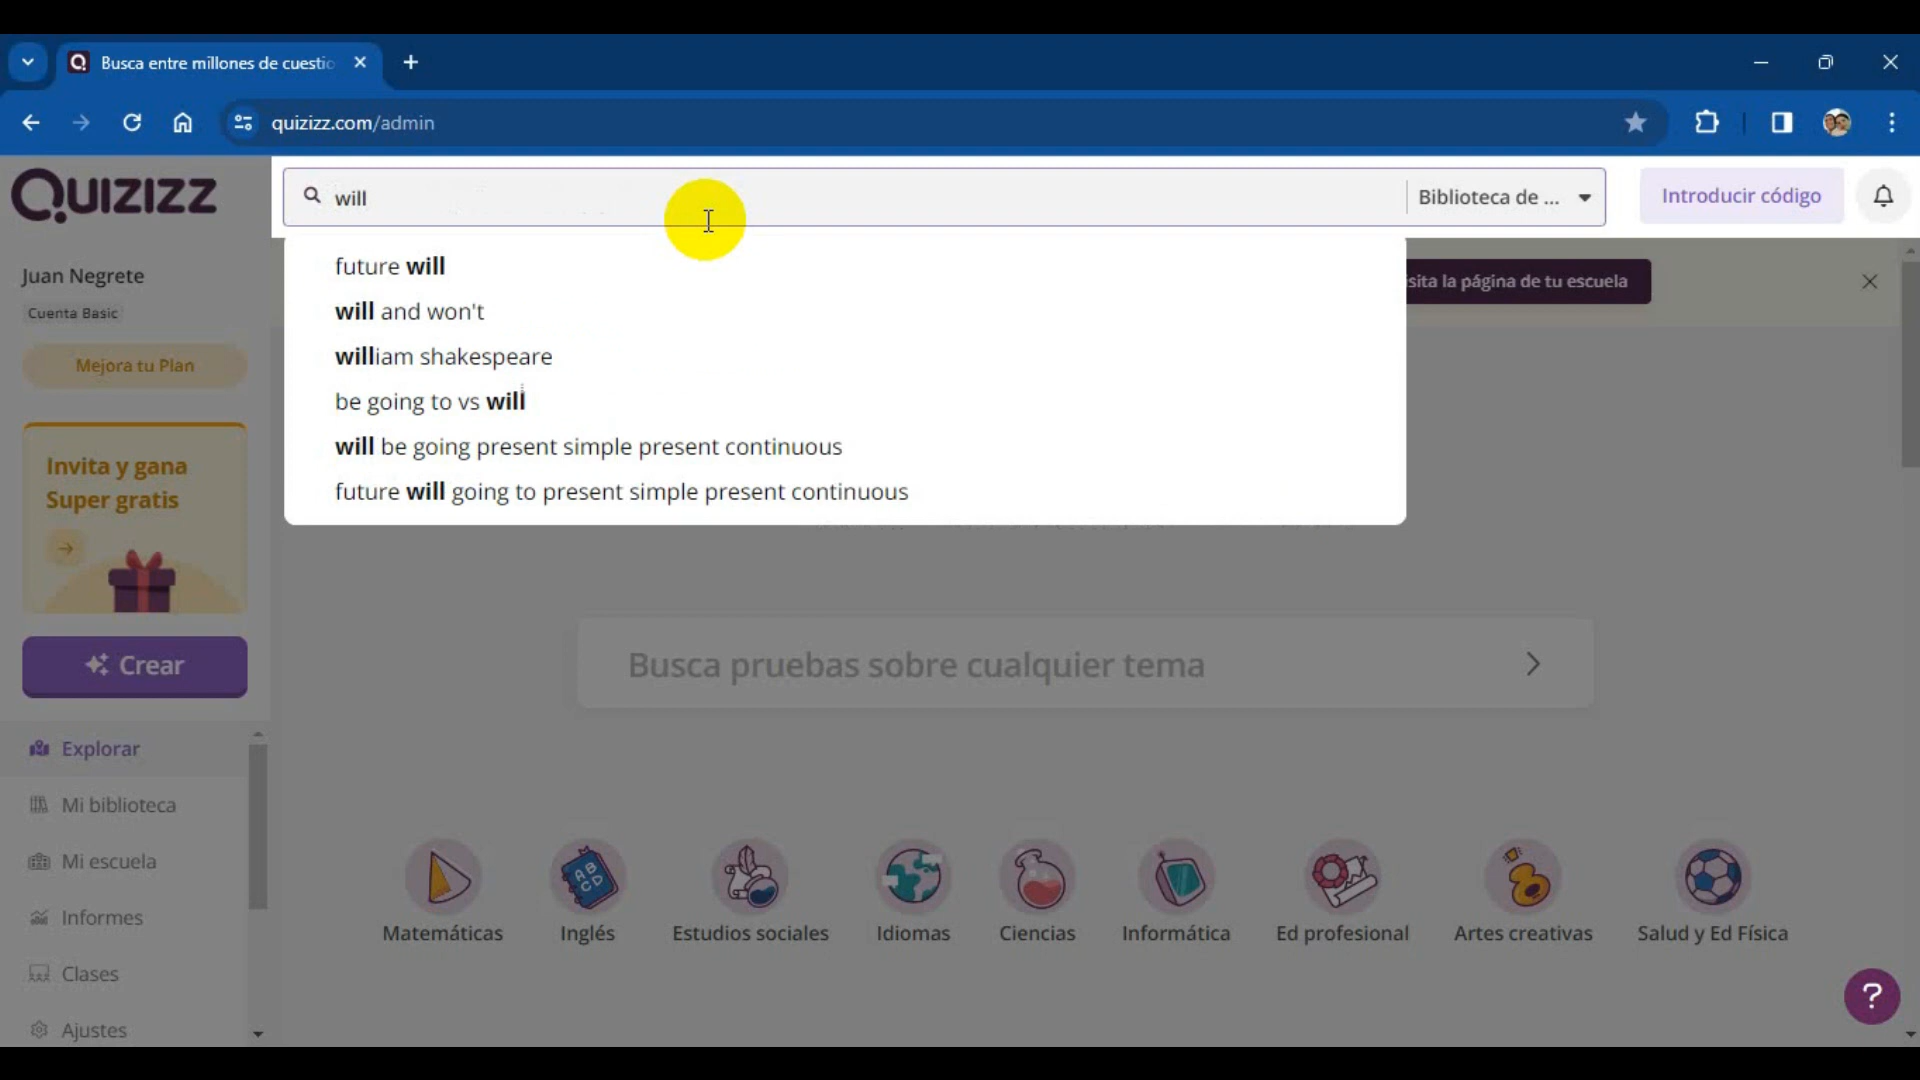 Busca entre millones de cuestio
quizizz.com/admin
QUIZIZZ
will
Biblioteca de ...
Introducir código
Juan Negrete
Cuenta Basic
Mejora tu Plan
Invita y gana
Super gratis
Crear
Explorar
Mi biblioteca
Mi escuela
Informes
Clases
Ajustes
future will
will and won't
william shakespeare
be going to vs will
will be going present simple present continuous
future will going to present simple present continuous
sita la página de tu escuela
Busca pruebas sobre cualquier tema
Matemáticas
Inglés
Estudios sociales
Idiomas
Ciencias
Informática
Ed profesional
Artes creativas
Salud y Ed Física
?